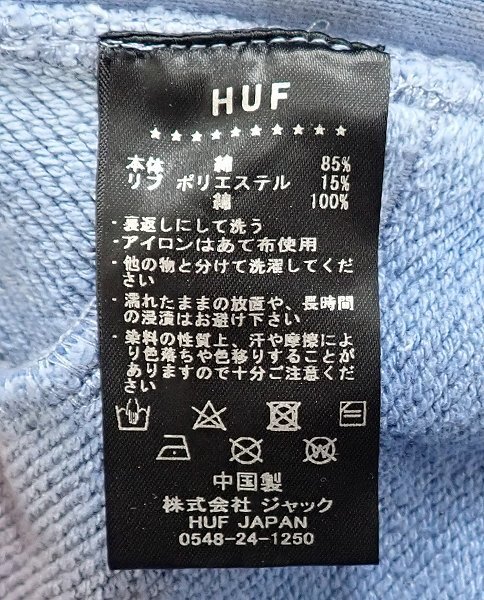 HUF
★★★★★★★★★★
本体 綿 85%
リブ ポリエステル 15%
綿 100%
・裏返しにして洗う
・アイロンはあて布使用
・他の物と分けて洗濯してくだ
さい
・濡れたままの放置や、長時間
の浸漬はお避け下さい
・染料の性質上、汗や摩擦によ
り色落ちや色移りすることが
ありますので十分ご注意くだ
さい
中国製
株式会社 ジャック
HUF JAPAN
0548-24-1250